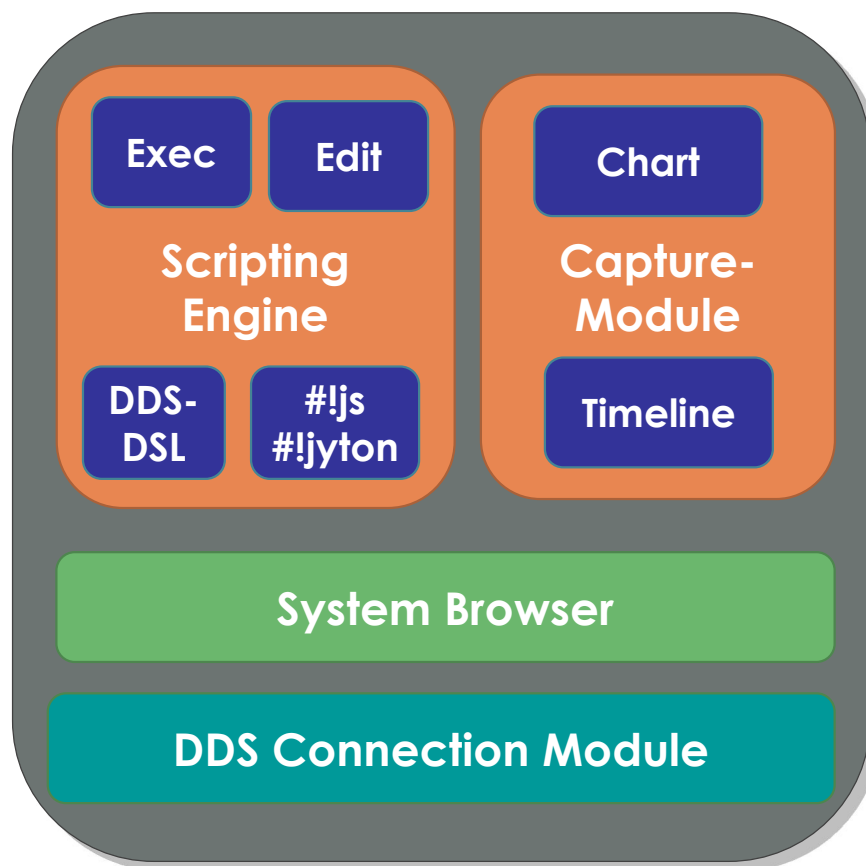 Exec
Edit
Scripting
Engine
DDS-
DSL
#!js
#!jyton
Chart
Capture-
Module
Timeline
System Browser
DDS Connection Module